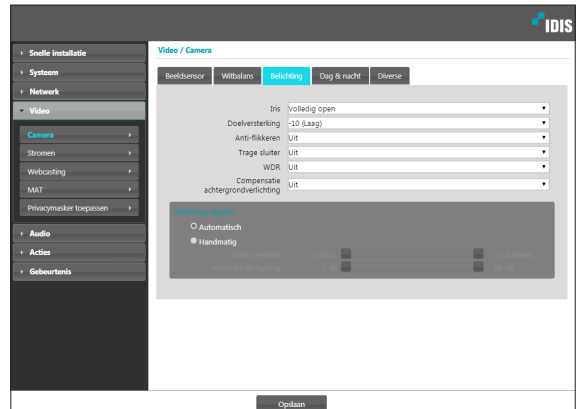 IDIS
Snelle installatie
Systeem
Netwerk
Video
Camera
Stromen
Webcasting
MAT
Privacymasker toepassen
Audio
Acties
Gebeurtenis
Video / Camera
Beeldsensor Witbalans Belichting Dag & nacht Diverse
Iris Volledig open
Doelversterking -10 (Laag)
Anti-flikkeren Uit
Trage sluiter Uit
WDR Uit
Compensatie
achtergrondverlichting Uit
Automatisch
Handmatig
Opslaan